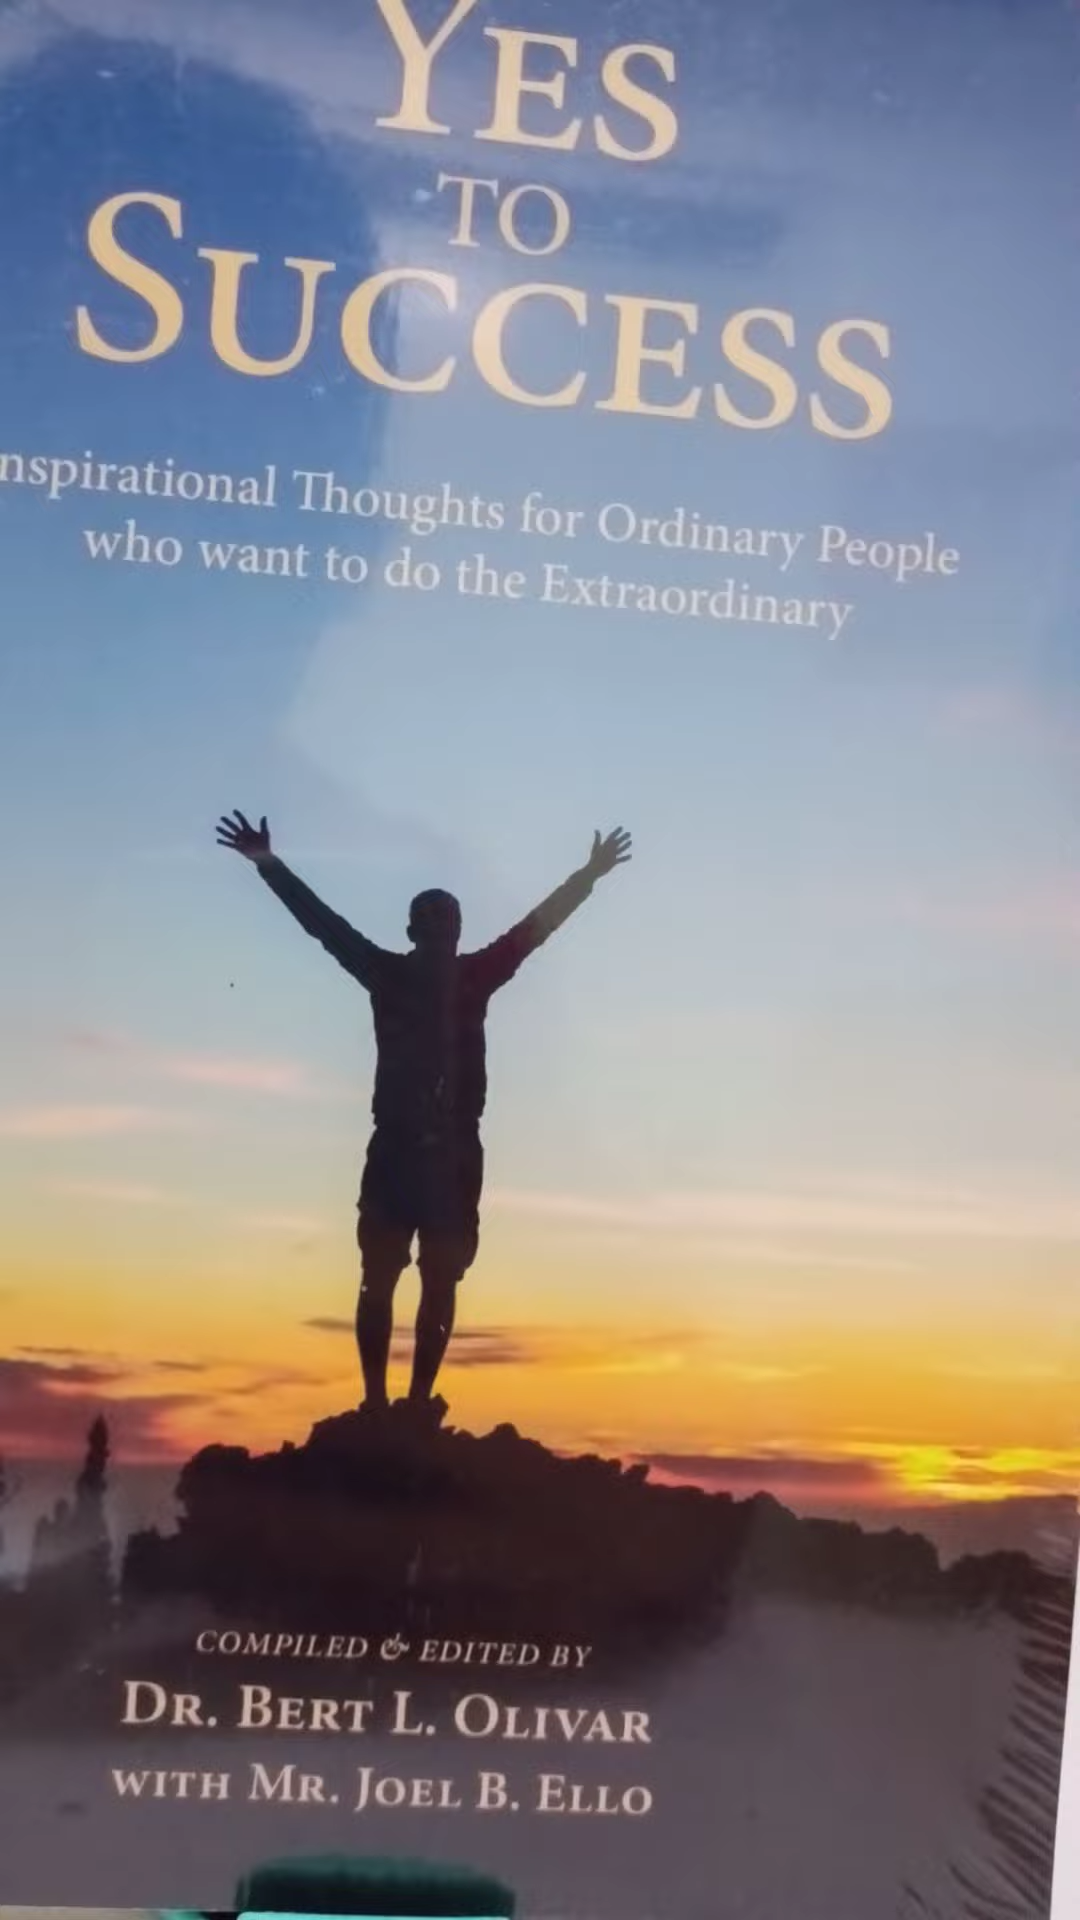 YES
TO
SUCCESS
nspirational Thoughts for Ordinary People
who want to do the Extraordinary
COMPILED & EDITED BY
DR. BERT L. OLIVAR
WITH MR. JOEL B. ELLO